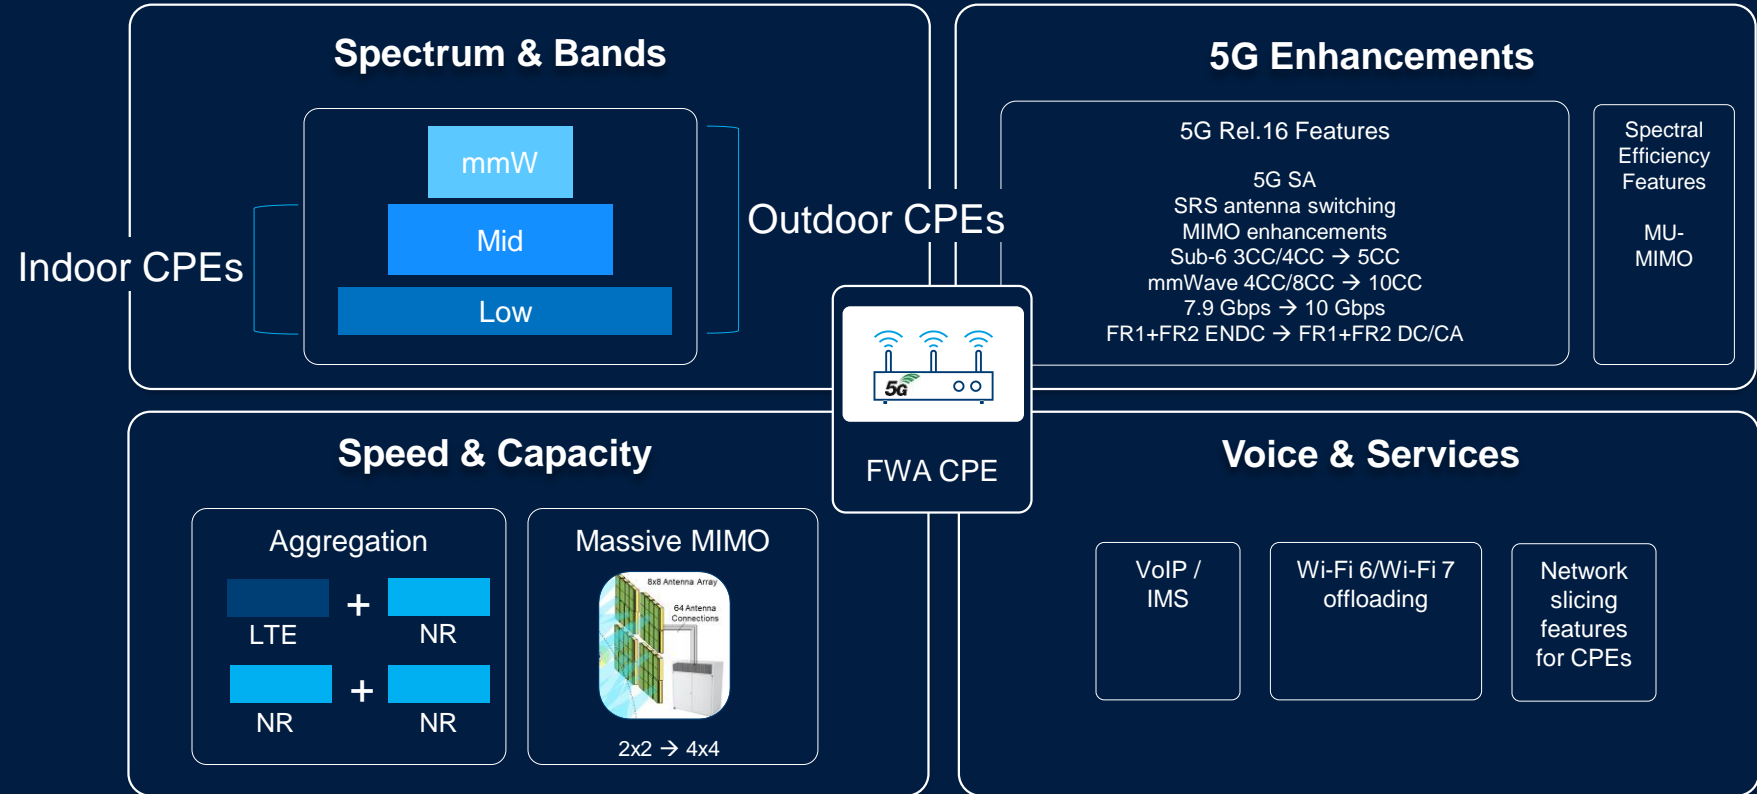 Spectrum & Bands
mmW
Mid
Low
Indoor CPEs
Outdoor CPEs
5G Enhancements
5G Rel.16 Features
5G SA
SRS antenna switching
MIMO enhancements
Sub-6 3CC/4CC → 5CC
mmWave 4CC/8CC → 10CC
7.9 Gbps → 10 Gbps
FR1+FR2 ENDC → FR1+FR2 DC/CA
Spectral
Efficiency
Features
MU-
MIMO
5G
FWA CPE
Speed & Capacity
Aggregation
+
LTE
NR
+
NR
NR
Massive MIMO
8x8 Antenna Array
64 Antenna
Connections
2x2 → 4x4
Voice & Services
VoIP /
IMS
Wi-Fi 6/Wi-Fi 7
offloading
Network
slicing
features
for CPEs